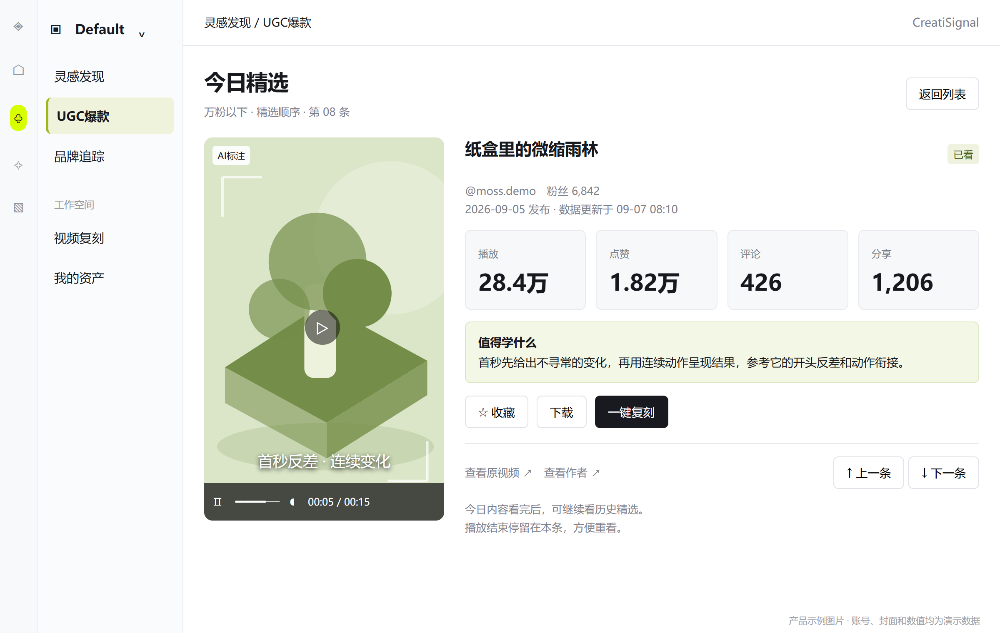 Default
灵感发现
UGC爆款
品牌追踪
工作空间
视频复刻
我的资产
灵感发现 / UGC爆款
CreatiSignal
今日精选
万粉以下 · 精选顺序 · 第 08 条
返回列表
AI标注
首秒反差 · 连续变化
00:05 / 00:15
纸盒里的微缩雨林
已看
@moss.demo 粉丝 6,842
2026-09-05 发布 · 数据更新于 09-07 08:10
播放
28.4万
点赞
1.82万
评论
426
分享
1,206
值得学什么
首秒先给出不寻常的变化，再用连续动作呈现结果，参考它的开头反差和动作衔接。
☆ 收藏
下载
一键复刻
查看原视频 ↗ 查看作者 ↗
↑ 上一条
↓ 下一条
今日内容看完后，可继续看历史精选。
播放结束停留在本条，方便重看。
产品示例图片 · 账号、封面和数值均为演示数据